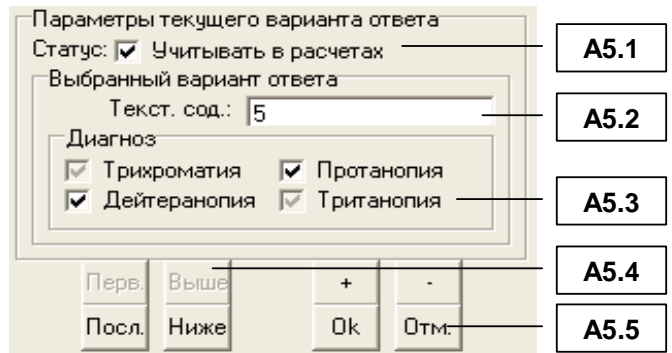 Параметры текущего варианта ответа
Статус: Учитывать в расчетах
A5.1
Выбранный вариант ответа
Текст. сод.: 5
A5.2
Диагноз
Трихроматия Протанопия
Дейтеранопия Тританопия
A5.3
Перв. Выше + -
A5.4
Посл. Ниже Ok Отм.
A5.5